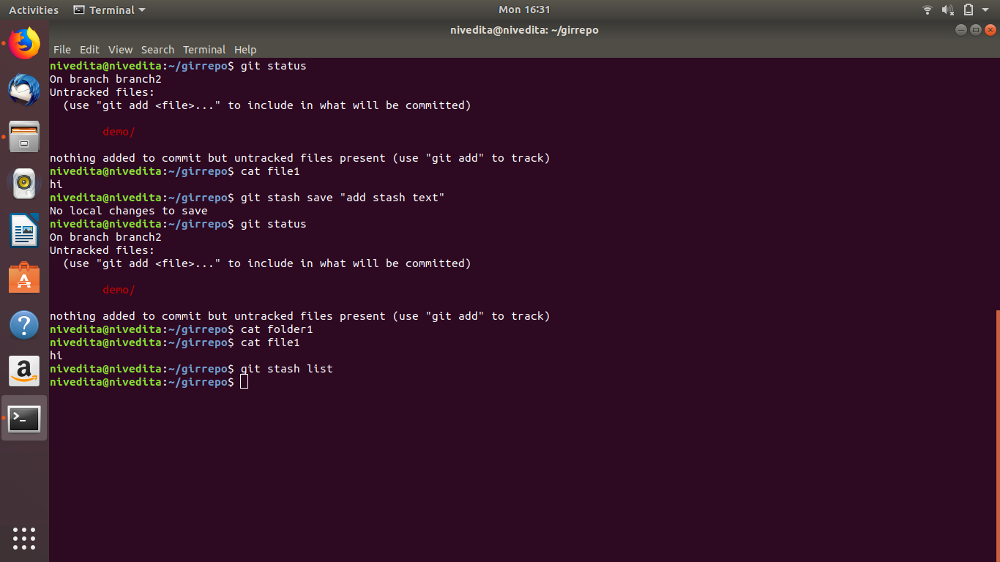 Activities Terminal Mon 16:31
nivedita@nivedita: ~/girrepo
File Edit View Search Terminal Help
nivedita@nivedita:~/girrepo$ git status
On branch branch2
Untracked files:
  (use "git add <file>..." to include in what will be committed)
        demo/
nothing added to commit but untracked files present (use "git add" to track)
nivedita@nivedita:~/girrepo$ cat file1
hi
nivedita@nivedita:~/girrepo$ git stash save "add stash text"
No local changes to save
nivedita@nivedita:~/girrepo$ git status
On branch branch2
Untracked files:
  (use "git add <file>..." to include in what will be committed)
        demo/
nothing added to commit but untracked files present (use "git add" to track)
nivedita@nivedita:~/girrepo$ cat folder1
nivedita@nivedita:~/girrepo$ cat file1
hi
nivedita@nivedita:~/girrepo$ git stash list
nivedita@nivedita:~/girrepo$